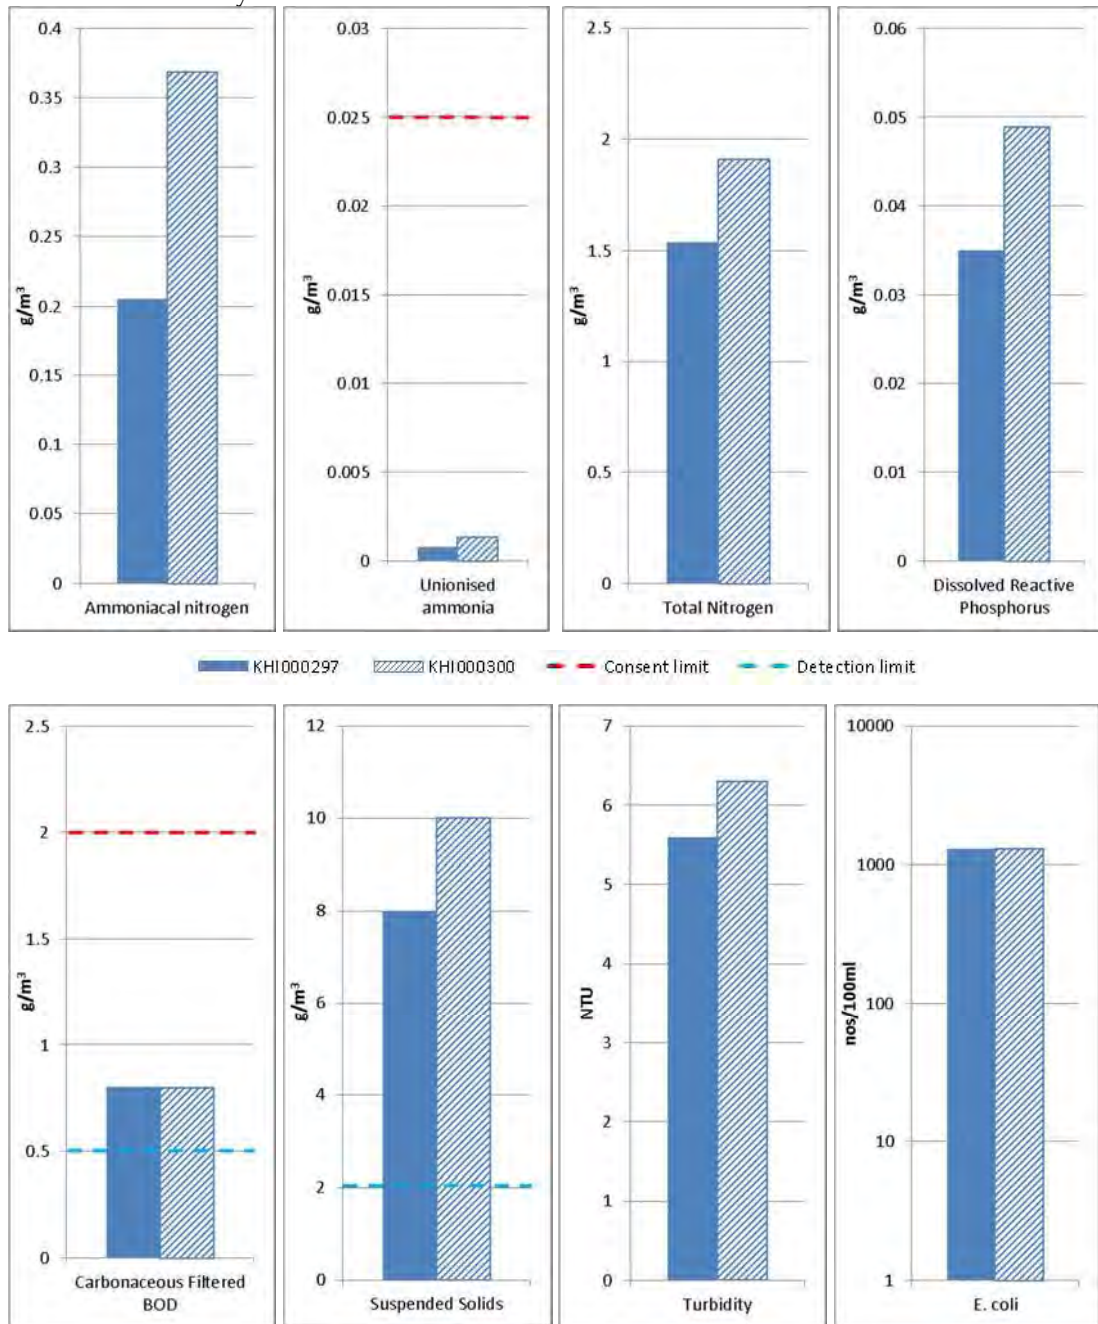 y
0.4
0.35
0.3
0.25
0.2
0.15
0.1
0.05
0
g/m³
Ammoniacal nitrogen
0.03
0.025
0.02
0.015
0.01
0.005
0
g/m³
Unionised
ammonia
2.5
2
1.5
1
0.5
0
g/m³
Total Nitrogen
0.06
0.05
0.04
0.03
0.02
0.01
0
g/m³
Dissolved Reactive
Phosphorus
KHI000297 KHI000300 Consent limit Detection limit
2.5
2
1.5
1
0.5
0
g/m³
Carbonaceous Filtered
BOD
12
10
8
6
4
2
0
g/m³
Suspended Solids
7
6
5
4
3
2
1
0
NTU
Turbidity
10000
1000
100
10
1
nos/100ml
E. coli